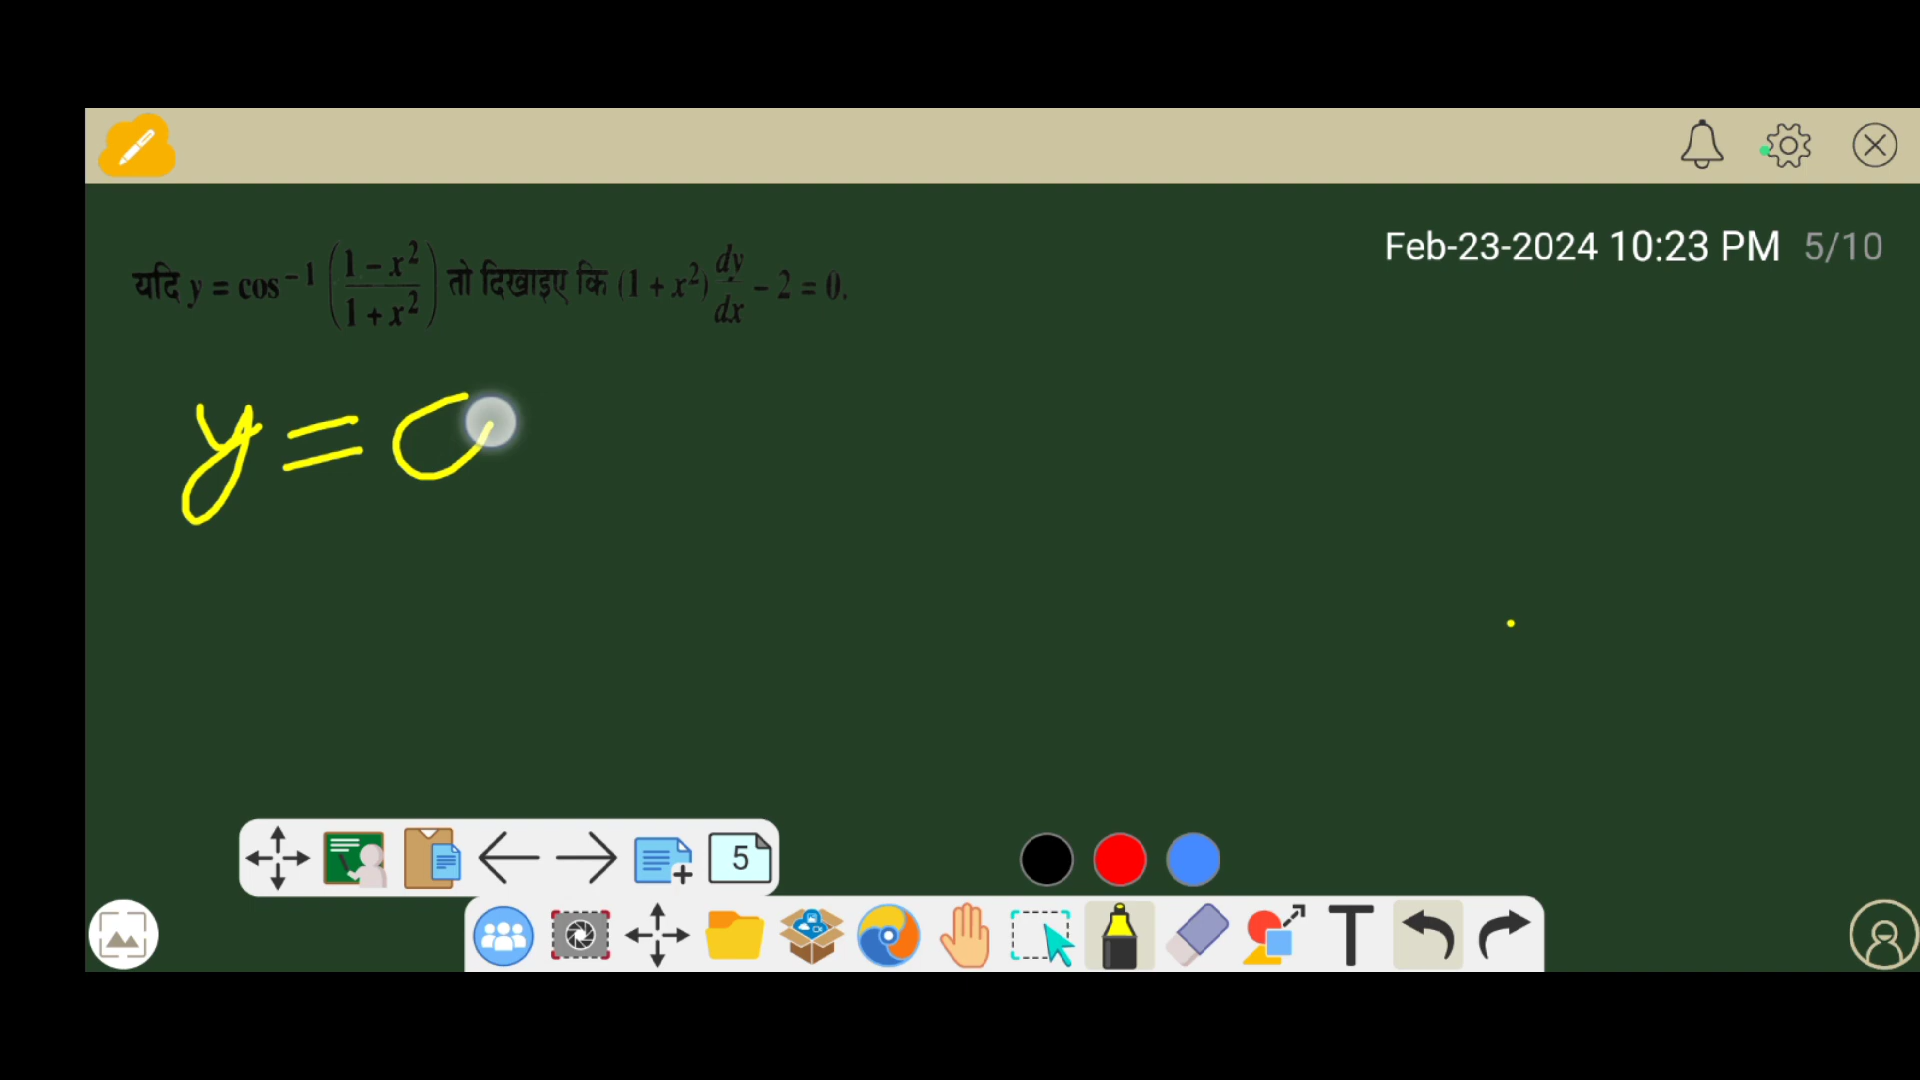 Feb-23-2024 10:23 PM 5/10
यदि y = cos⁻¹ ((1 − x²)/(1 + x²)) तो दिखाइए कि (1 + x²) dy/dx − 2 = 0.
y = c
5
T